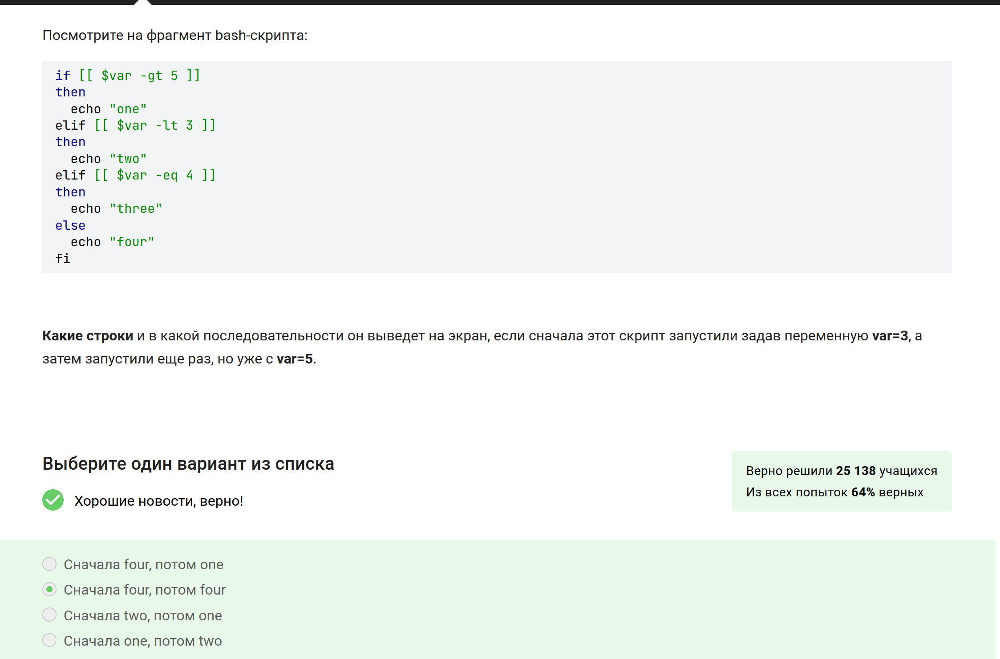 Посмотрите на фрагмент bash-скрипта:
if [[ $var -gt 5 ]]
then
  echo "one"
elif [[ $var -lt 3 ]]
then
  echo "two"
elif [[ $var -eq 4 ]]
then
  echo "three"
else
  echo "four"
fi
Какие строки и в какой последовательности он выведет на экран, если сначала этот скрипт запустили задав переменную var=3, а
затем запустили еще раз, но уже с var=5.
Выберите один вариант из списка
Хорошие новости, верно!
Верно решили 25 138 учащихся
Из всех попыток 64% верных
Сначала four, потом one
Сначала four, потом four
Сначала two, потом one
Сначала one, потом two